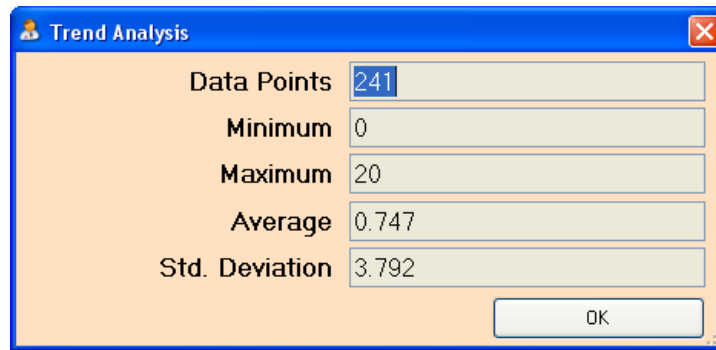 Trend Analysis
Data Points 241
Minimum 0
Maximum 20
Average 0.747
Std. Deviation 3.792
OK